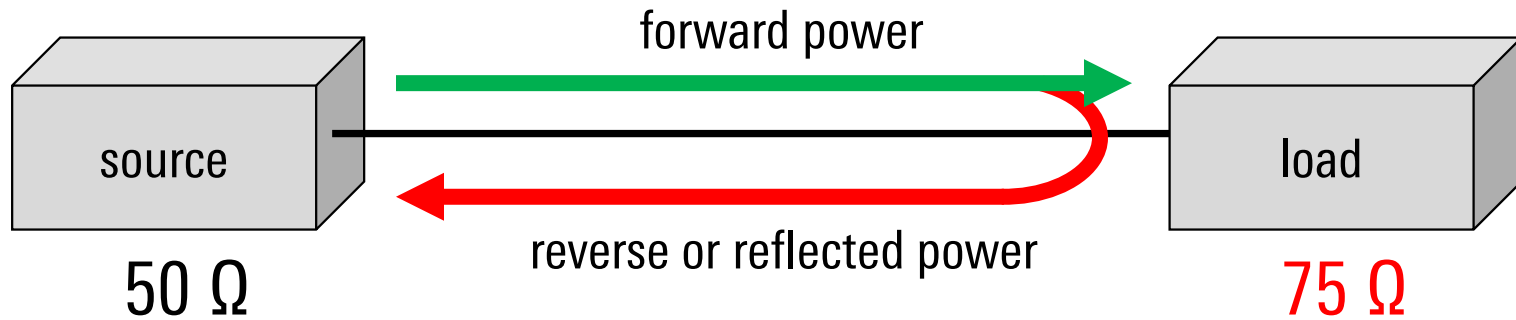 forward power
source
load
reverse or reflected power
50 Ω
75 Ω